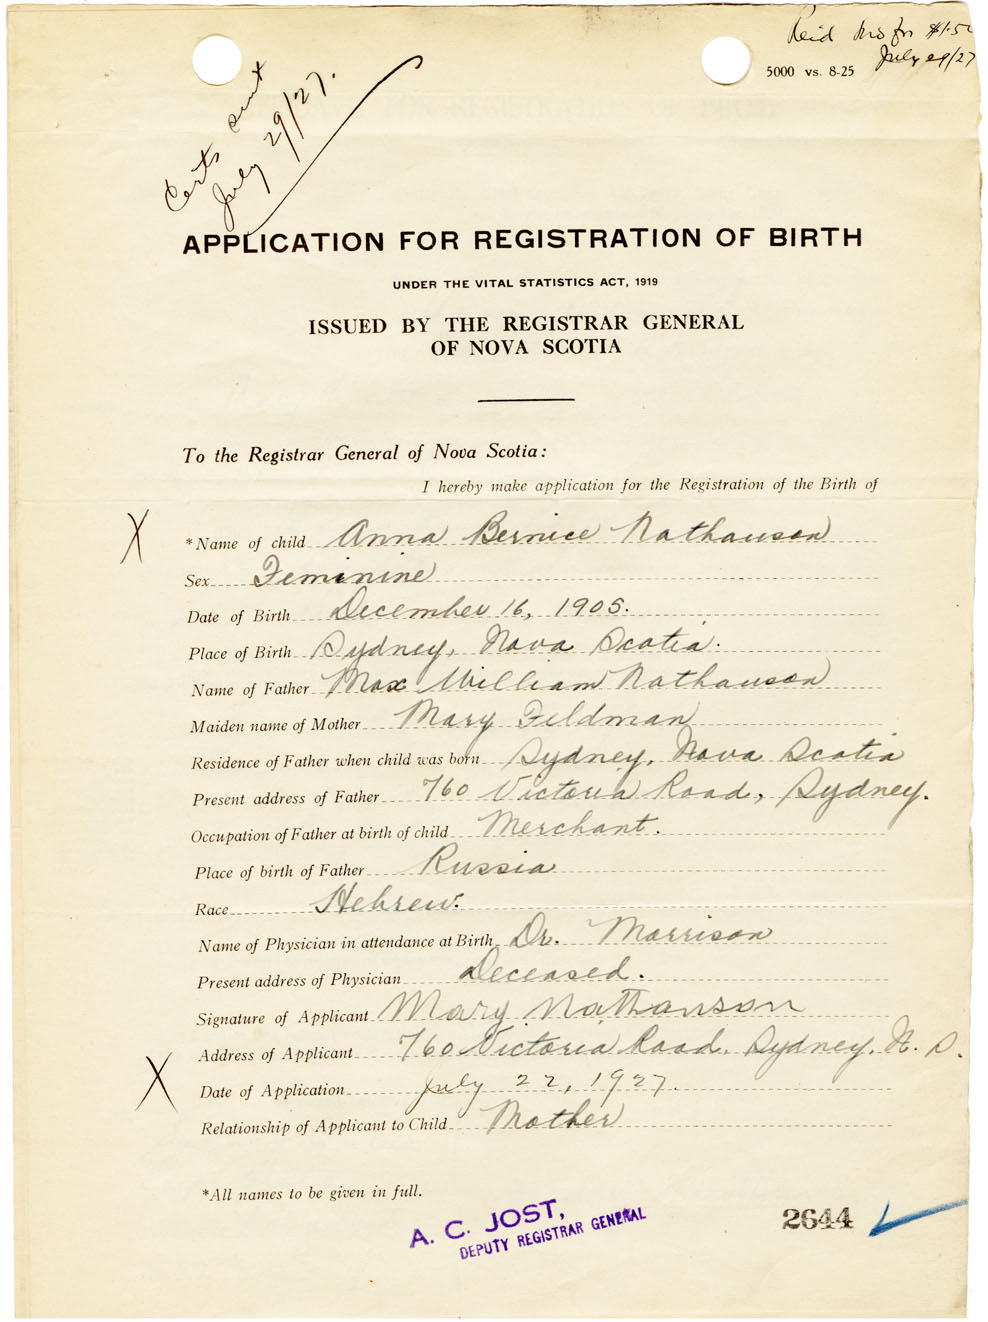 Certs sent
July 29/27.
July 29/27
5000 vs. 8-25
APPLICATION FOR REGISTRATION OF BIRTH
UNDER THE VITAL STATISTICS ACT, 1919
ISSUED BY THE REGISTRAR GENERAL
OF NOVA SCOTIA
To the Registrar General of Nova Scotia:
I hereby make application for the Registration of the Birth of
X
*Name of child Anna Bernice Nathanson
Sex Feminine
Date of Birth December 16, 1905.
Place of Birth Sydney, Nova Scotia.
Name of Father Max William Nathanson
Maiden name of Mother Mary Feldman
Residence of Father when child was born Sydney, Nova Scotia
Present address of Father 760 Victoria Road, Sydney.
Occupation of Father at birth of child Merchant.
Place of birth of Father Russia
Race Hebrew.
Name of Physician in attendance at Birth Dr. Morrison
Present address of Physician Deceased.
Signature of Applicant Mary Nathanson
Address of Applicant 760 Victoria Road, Sydney, N. S.
X
Date of Application July 22, 1927.
Relationship of Applicant to Child Mother
*All names to be given in full.
A. C. JOST,
DEPUTY REGISTRAR GENERAL
2644